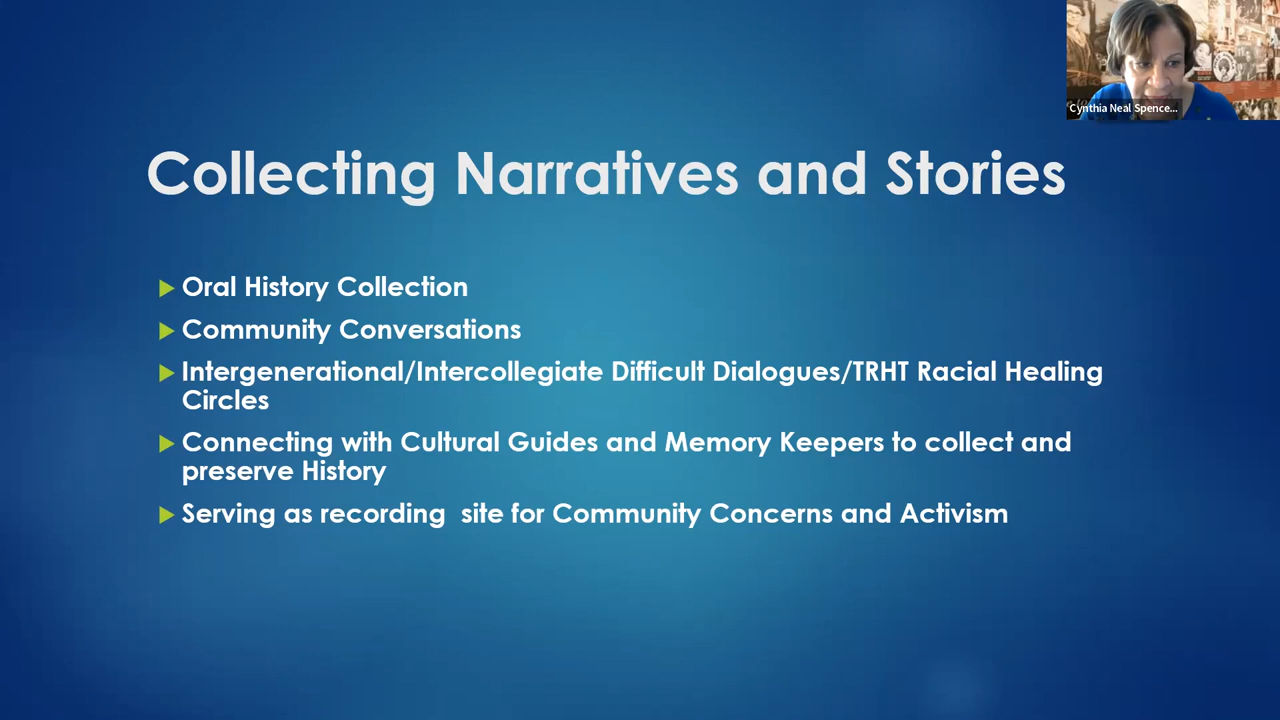 Cynthia Neal Spence...
Collecting Narratives and Stories
Oral History Collection
Community Conversations
Intergenerational/Intercollegiate Difficult Dialogues/TRHT Racial Healing
Circles
Connecting with Cultural Guides and Memory Keepers to collect and
preserve History
Serving as recording  site for Community Concerns and Activism